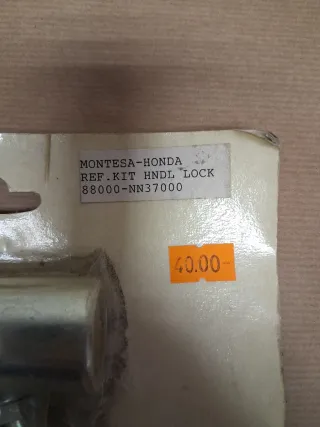 MONTESA-HONDA
REF.KIT HNDL LOCK
88000-NN37000
40.00-